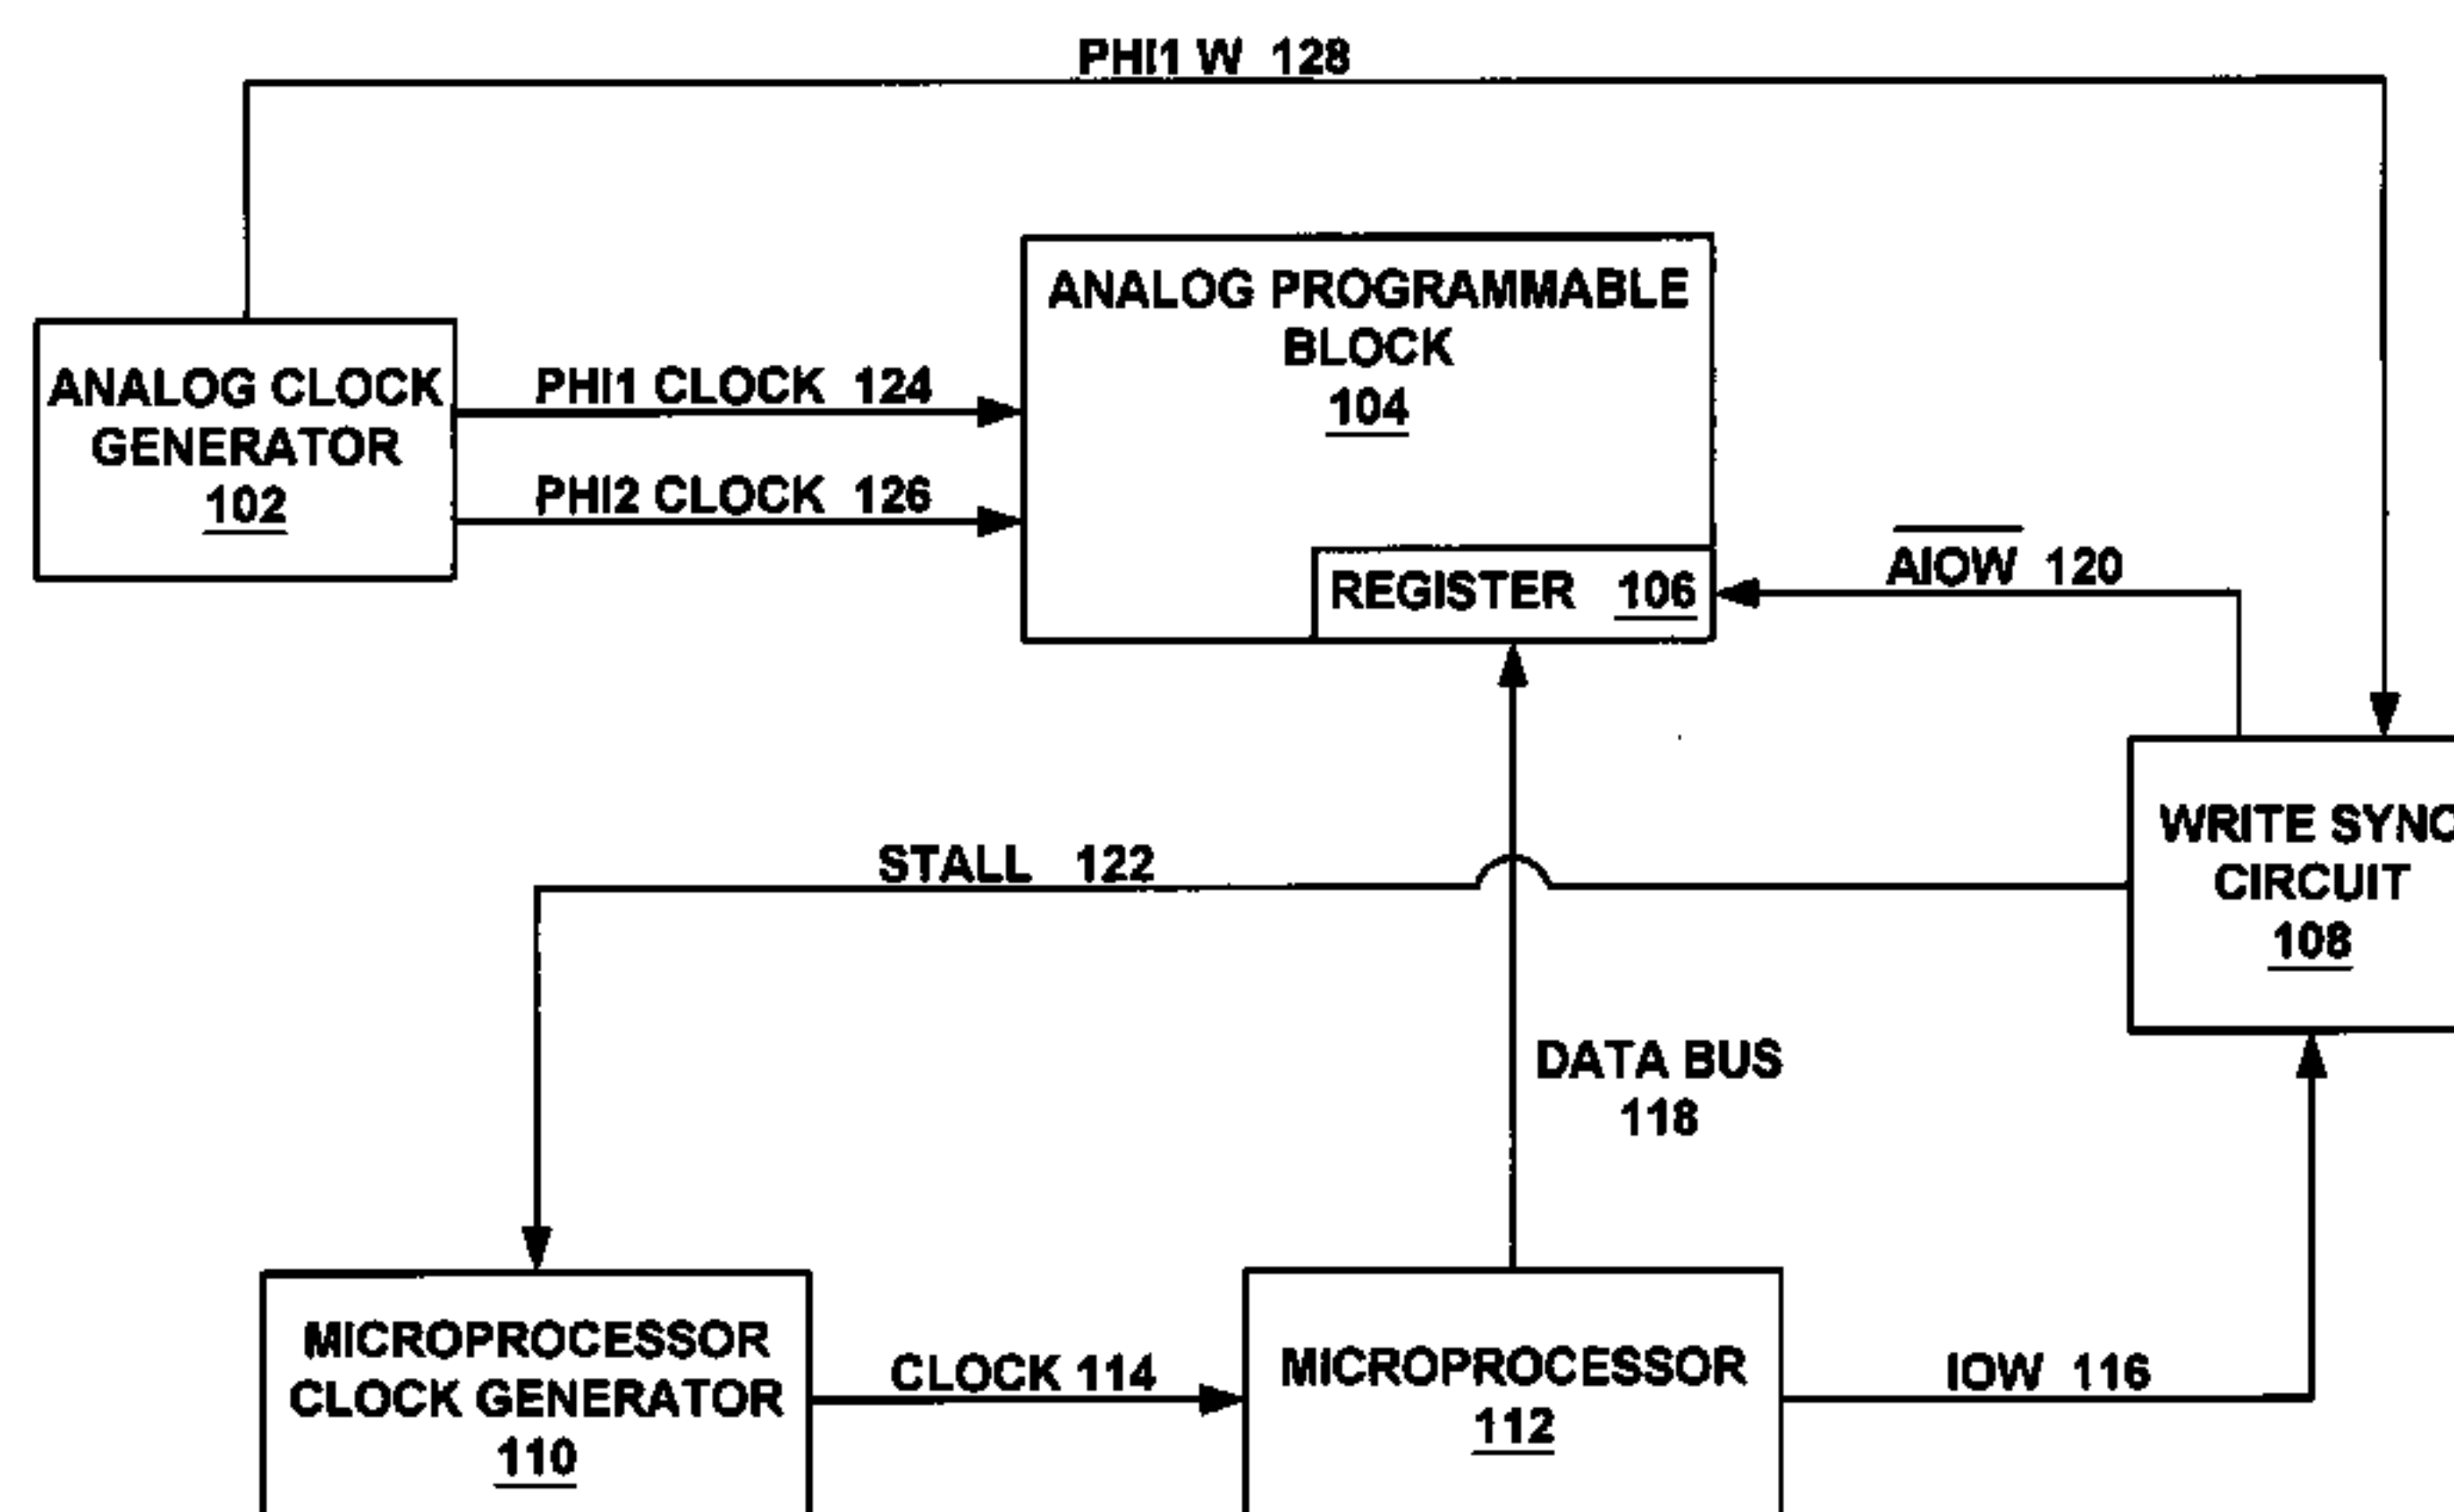 PHI1 W 128
ANALOG PROGRAMMABLE
BLOCK
104
ANALOG CLOCK
GENERATOR
102
PHI1 CLOCK 124
PHI2 CLOCK 126
REGISTER 106
A̅I̅O̅W̅ 120
WRITE SYNC
CIRCUIT
108
STALL 122
DATA BUS
118
MICROPROCESSOR
CLOCK GENERATOR
110
CLOCK 114
MICROPROCESSOR
112
IOW 116